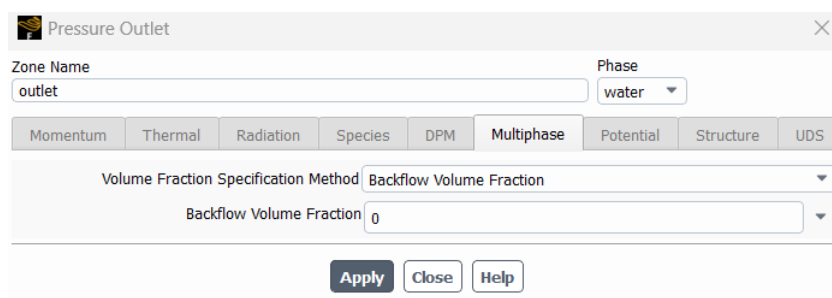 Pressure Outlet
Zone Name
Phase
outlet
water
Momentum Thermal Radiation Species DPM Multiphase Potential Structure UDS
Volume Fraction Specification Method Backflow Volume Fraction
Backflow Volume Fraction 0
Apply Close Help